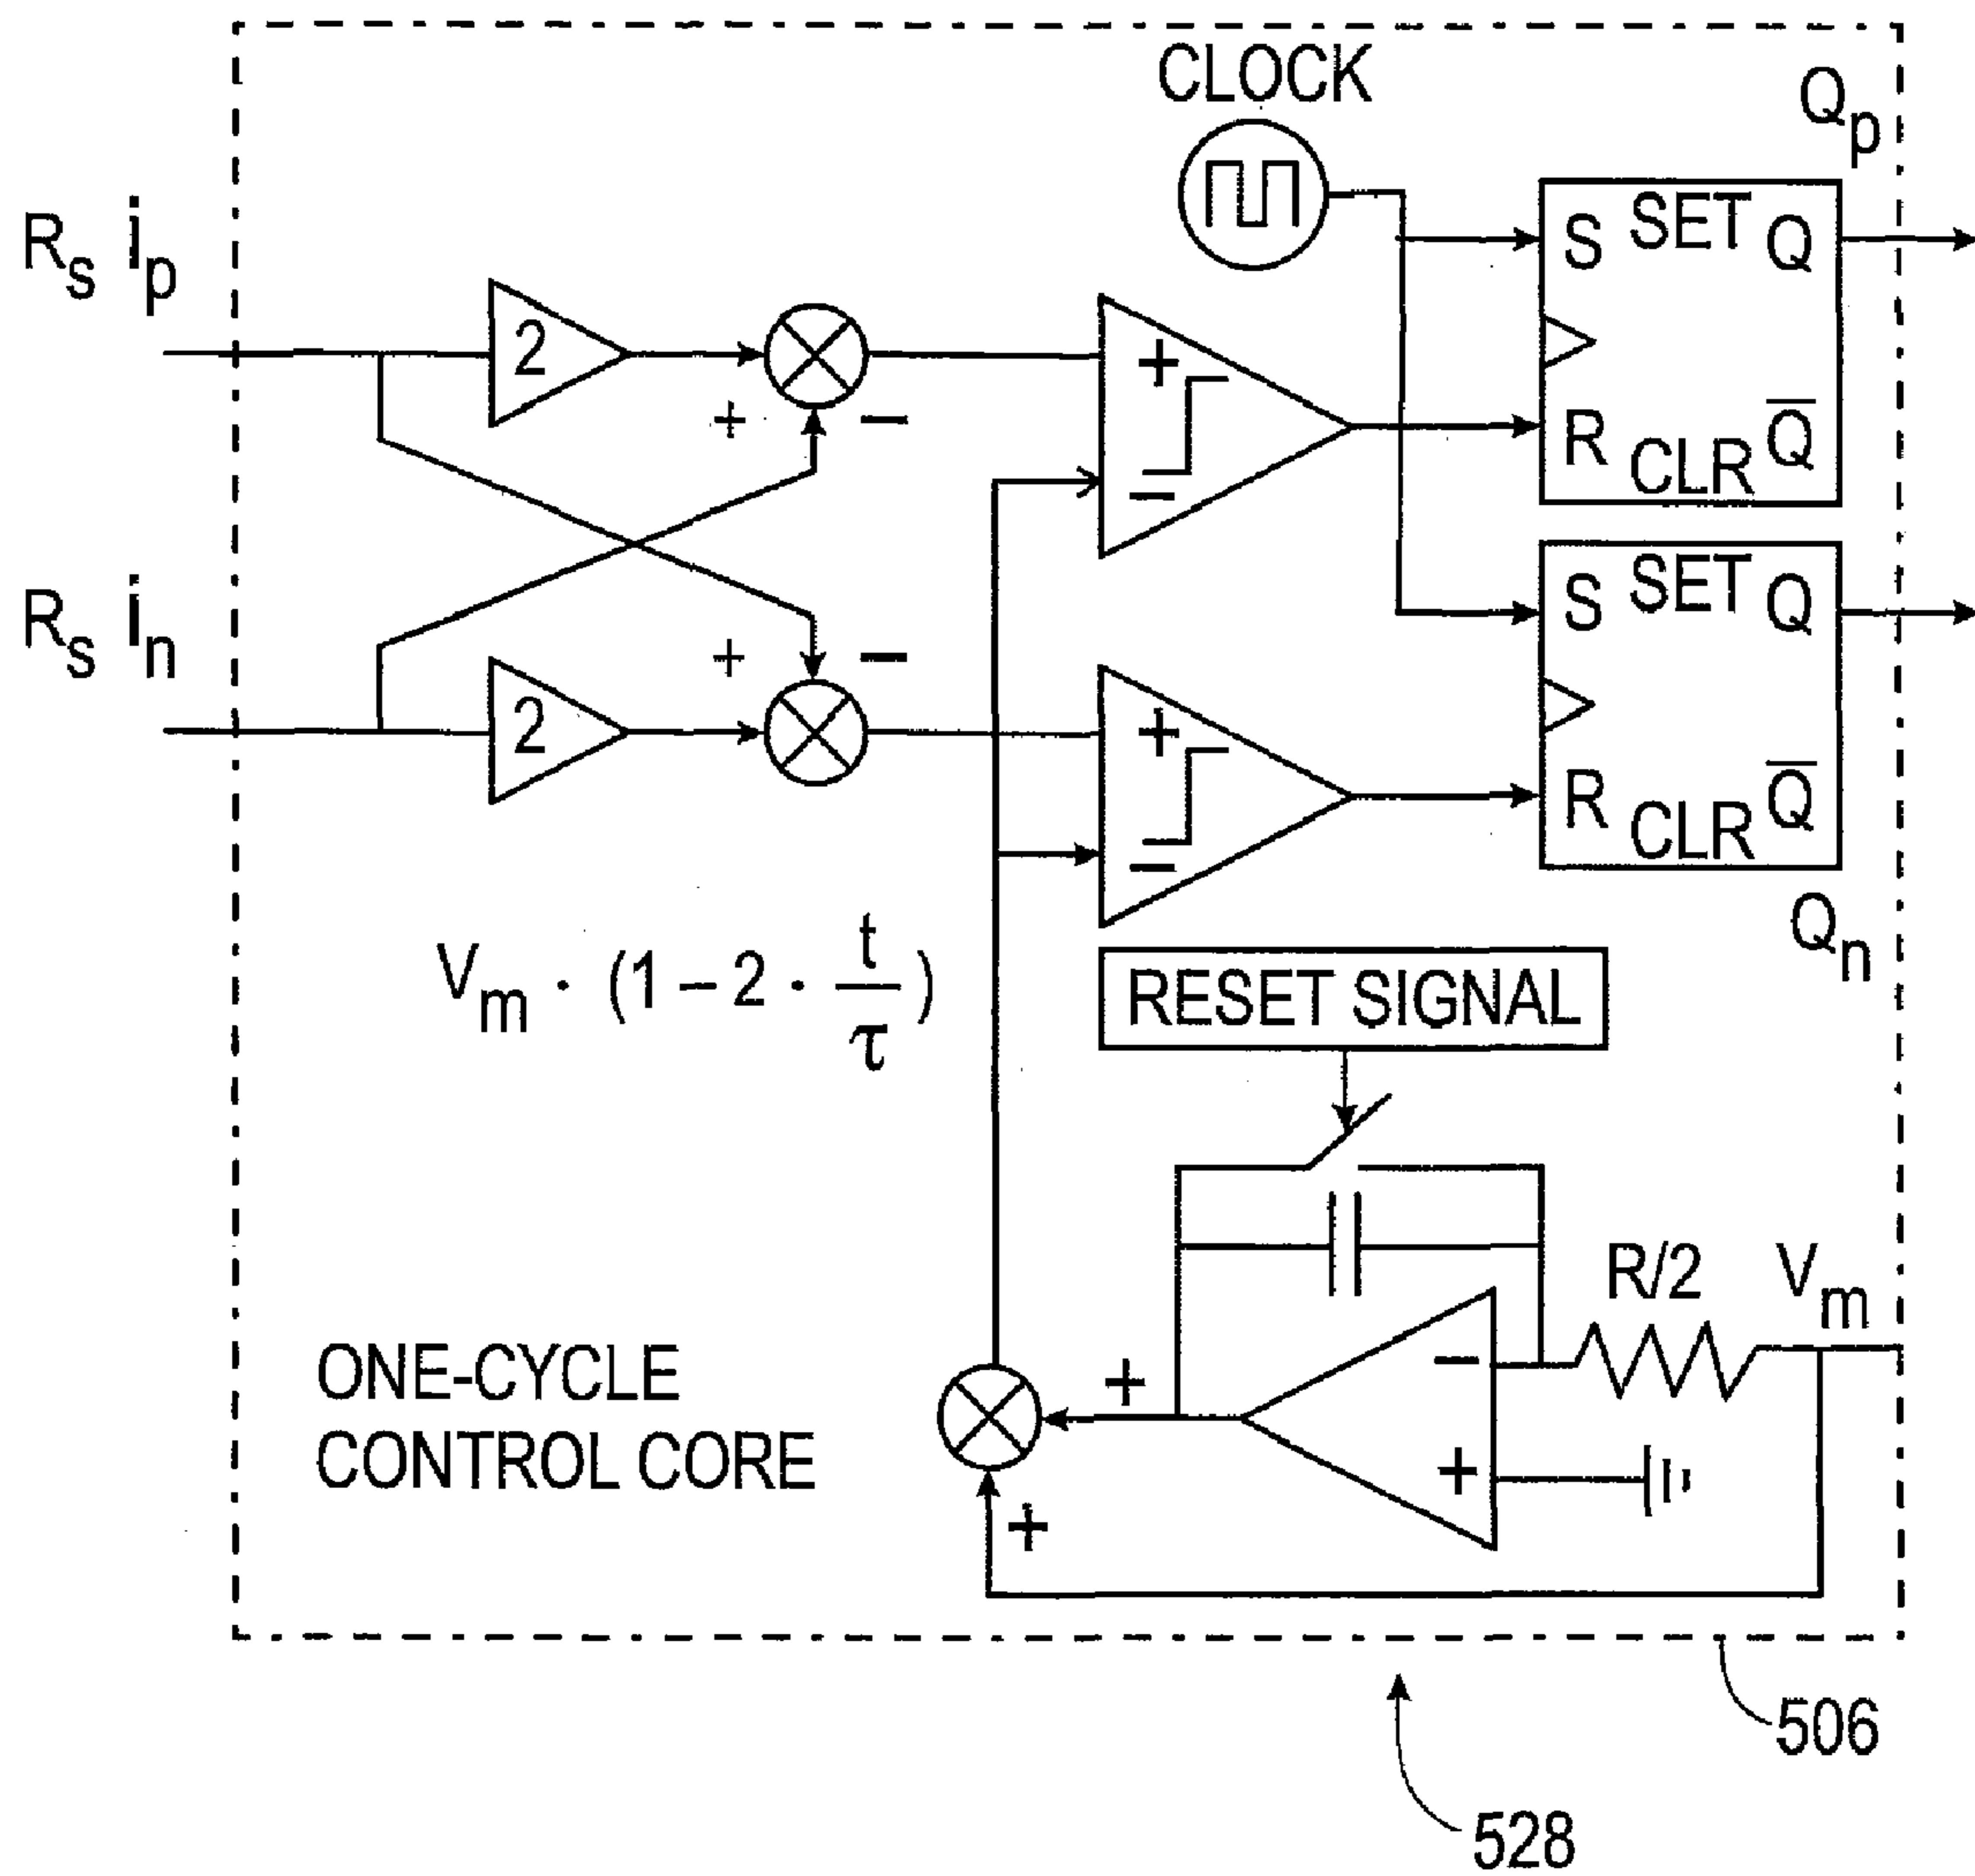 CLOCK
Qp
Rs ip
S SET Q
2
+
+ −
R CLR Q̅
−
Rs in
S SET Q
+ −
2
+
R CLR Q̅
−
Qn
Vm · (1 − 2 · t/τ)
RESET SIGNAL
R/2 Vm
ONE-CYCLE
CONTROL CORE
+
−
+
+
506
528